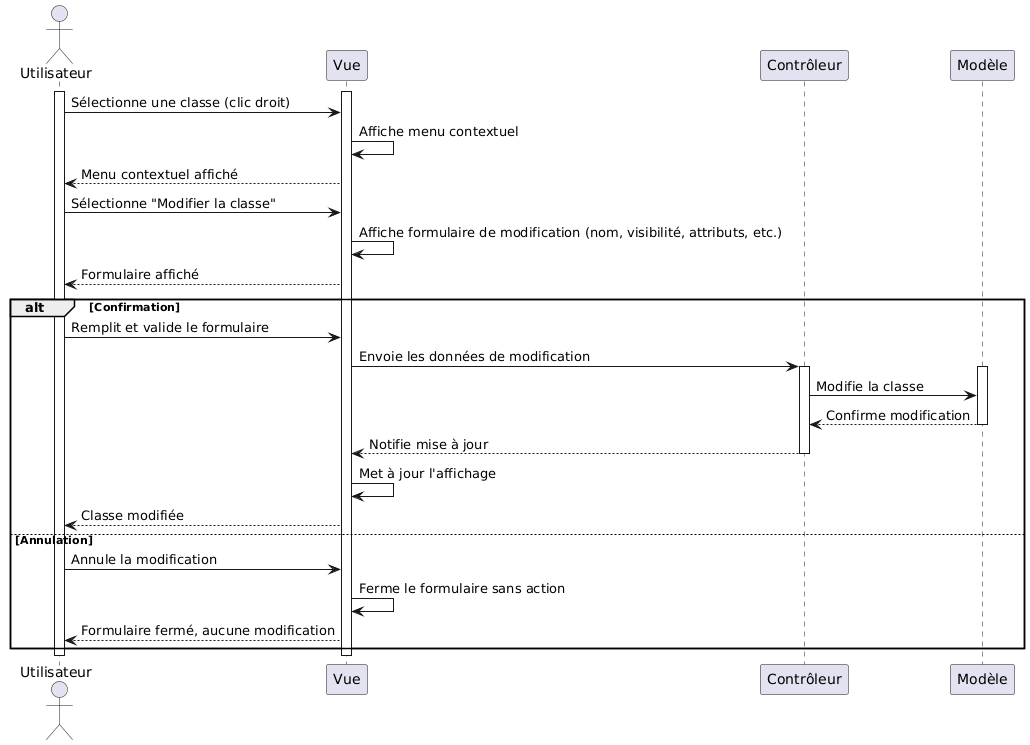 Utilisateur
Vue
Contrôleur
Modèle
Sélectionne une classe (clic droit)
Affiche menu contextuel
Menu contextuel affiché
Sélectionne "Modifier la classe"
Affiche formulaire de modification (nom, visibilité, attributs, etc.)
Formulaire affiché
alt [Confirmation]
Remplit et valide le formulaire
Envoie les données de modification
Modifie la classe
Confirme modification
Notifie mise à jour
Met à jour l'affichage
Classe modifiée
[Annulation]
Annule la modification
Ferme le formulaire sans action
Formulaire fermé, aucune modification
Utilisateur
Vue
Contrôleur
Modèle